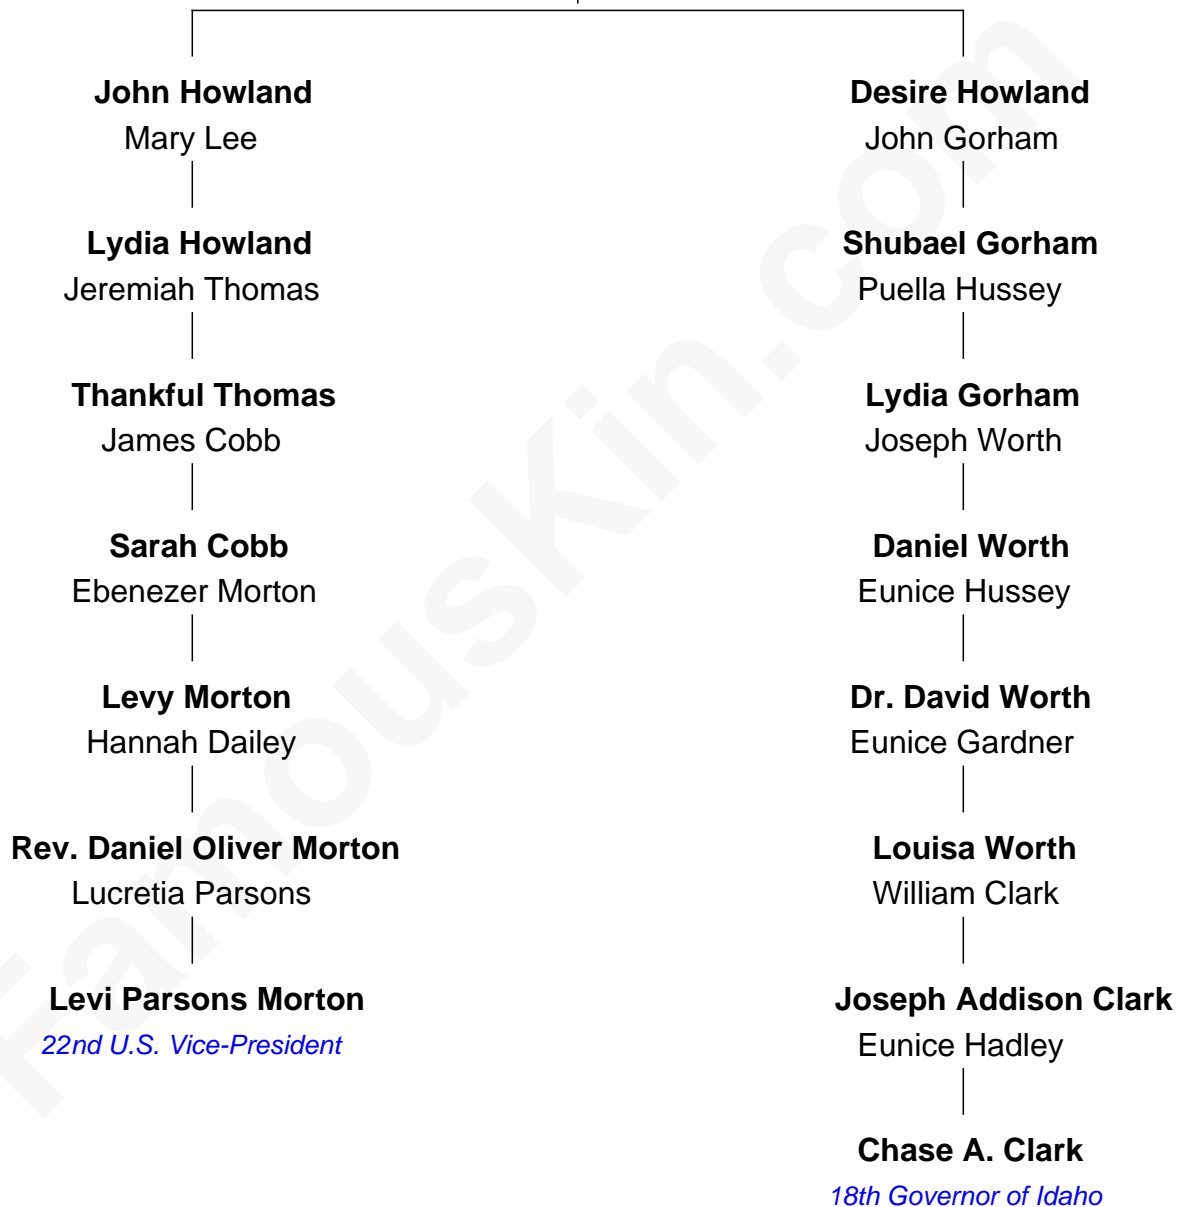 John Howland
Mary Lee
Lydia Howland
Jeremiah Thomas
Thankful Thomas
James Cobb
Sarah Cobb
Ebenezer Morton
Levy Morton
Hannah Dailey
Rev. Daniel Oliver Morton
Lucretia Parsons
Levi Parsons Morton
22nd U.S. Vice-President
Desire Howland
John Gorham
Shubael Gorham
Puella Hussey
Lydia Gorham
Joseph Worth
Daniel Worth
Eunice Hussey
Dr. David Worth
Eunice Gardner
Louisa Worth
William Clark
Joseph Addison Clark
Eunice Hadley
Chase A. Clark
18th Governor of Idaho
FamousKin.com